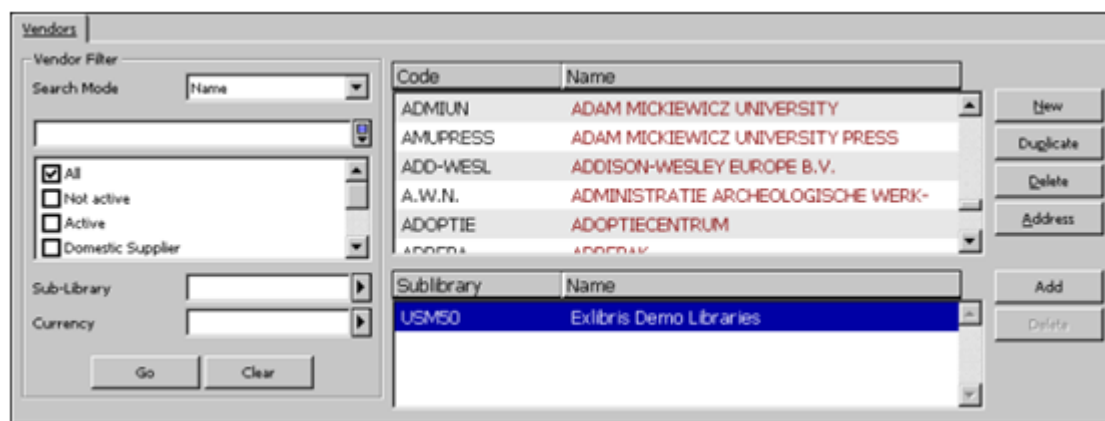 Vendors
Vendor Filter
Search Mode Name
All
Not active
Active
Domestic Supplier
Sub-Library
Currency
Go Clear
Code Name
ADMIUN ADAM MICKIEWICZ UNIVERSITY
AMUPRESS ADAM MICKIEWICZ UNIVERSITY PRESS
ADD-WESL ADDISON-WESLEY EUROPE B.V.
A.W.N. ADMINISTRATIE ARCHEOLOGISCHE WERK-
ADOPTIE ADOPTIECENTRUM
Sublibrary Name
USM50 Exlibris Demo Libraries
New
Duplicate
Delete
Address
Add
Delete